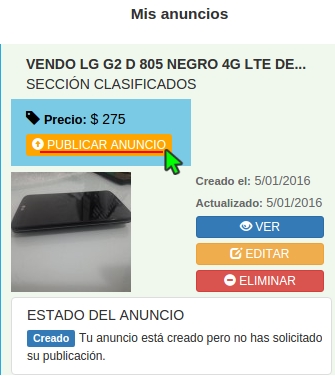 Mis anuncios
VENDO LG G2 D 805 NEGRO 4G LTE DE...
SECCIÓN CLASIFICADOS
Precio: $ 275
PUBLICAR ANUNCIO
Creado el: 5/01/2016
Actualizado: 5/01/2016
VER
EDITAR
ELIMINAR
ESTADO DEL ANUNCIO
Creado Tu anuncio está creado pero no has solicitado
su publicación.